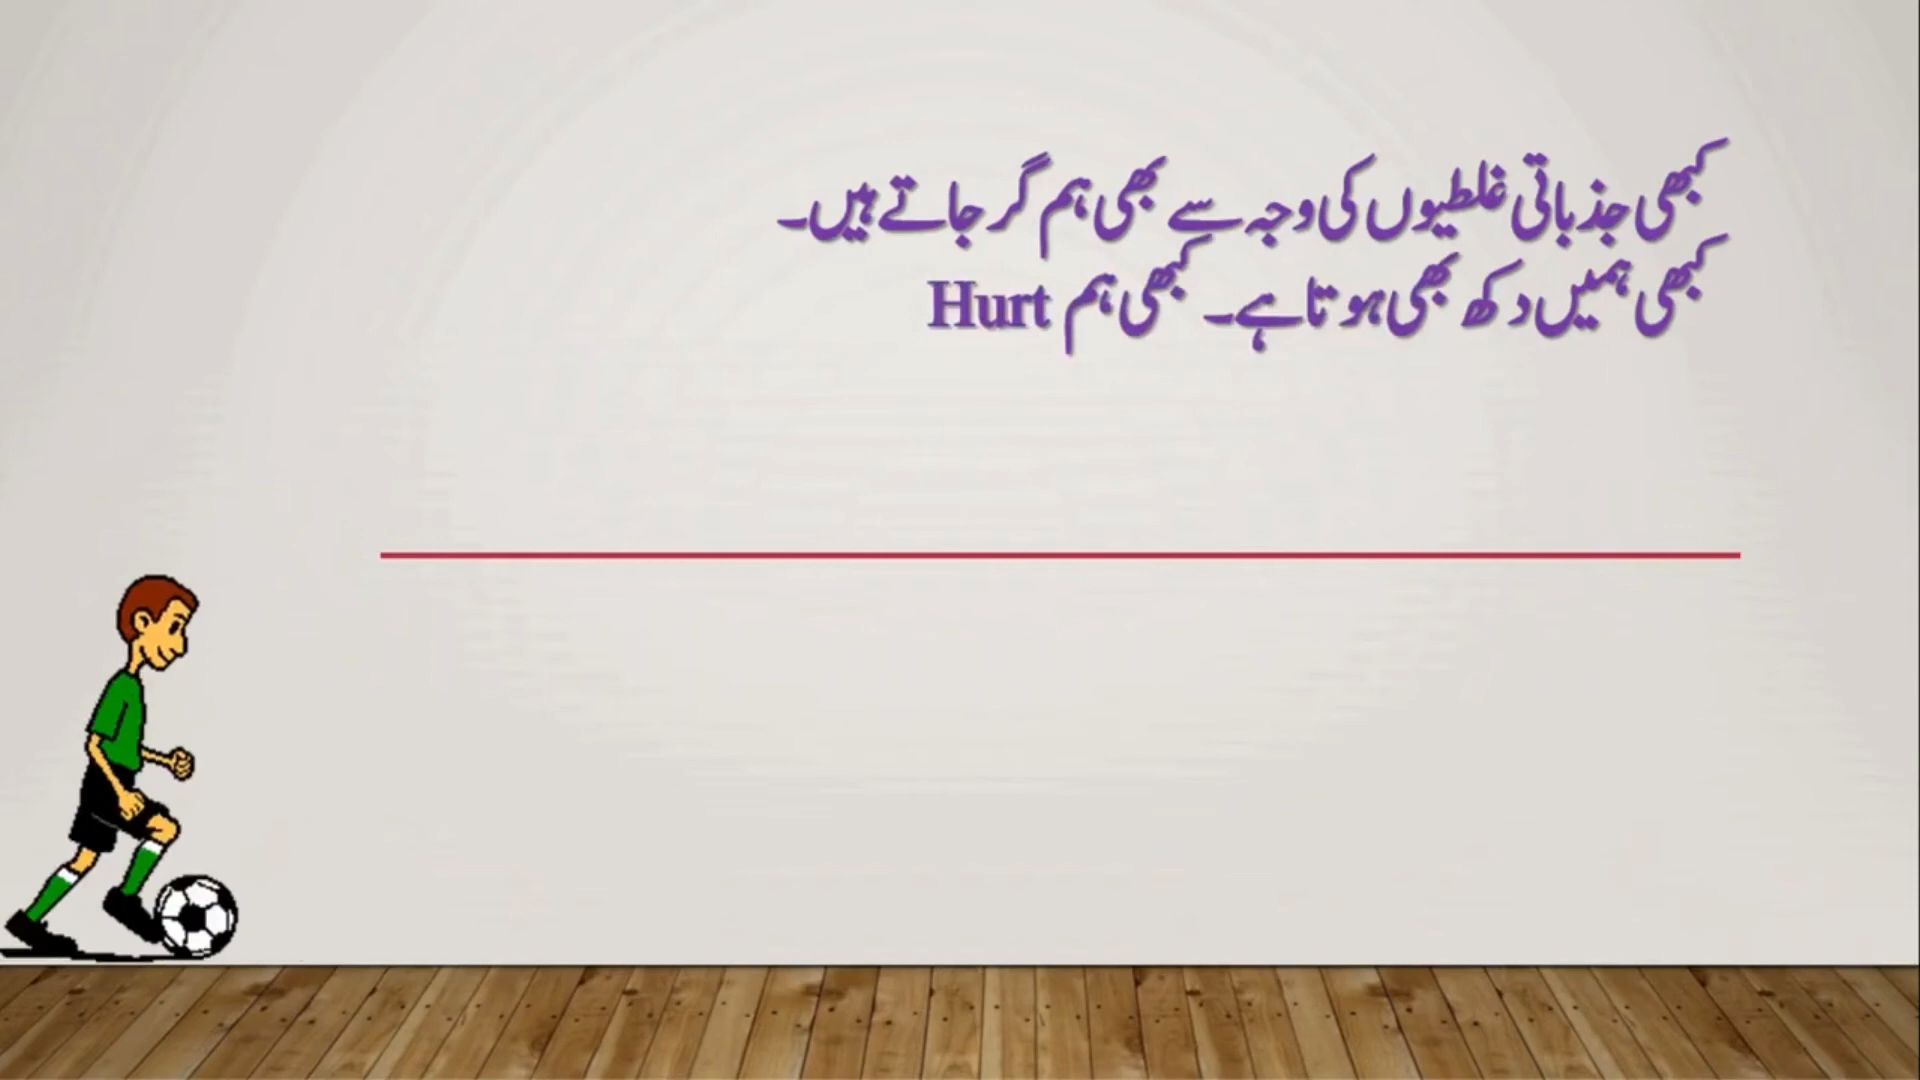 کبھی جذباتی غلطیوں کی وجہ سے بھی ہم گر جاتے ہیں۔
کبھی ہمیں دکھ بھی ہوتا ہے۔ کبھی ہم Hurt